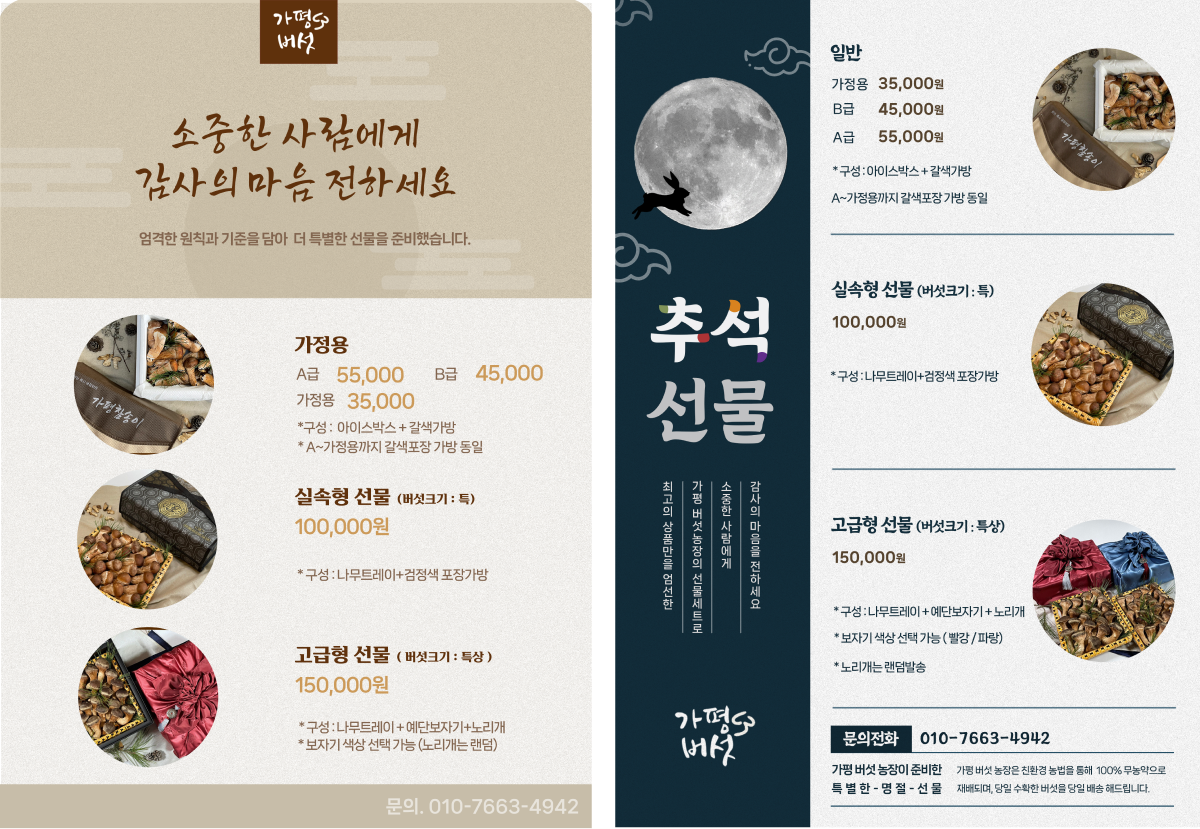 가평
버섯
소중한 사람에게
감사의 마음 전하세요
엄격한 원칙과 기준을 담아 더 특별한 선물을 준비했습니다.
가평찰송이
가정용
A급 55,000 B급 45,000
가정용 35,000
*구성 : 아이스박스 + 갈색가방
* A~가정용까지 갈색포장 가방 동일
실속형 선물 (버섯크기 : 특)
100,000원
* 구성 : 나무트레이+검정색 포장가방
고급형 선물 ( 버섯크기 : 특상 )
150,000원
* 구성 : 나무트레이 + 예단보자기+노리개
* 보자기 색상 선택 가능 (노리개는 랜덤)
문의. 010-7663-4942
추석
선물
감사의 마음을 전하세요
소중한 사람에게
가평 버섯농장의 선물세트로
최고의 상품만을 엄선한
가평
버섯
일반
가정용 35,000원
B급 45,000원
A급 55,000원
* 구성 : 아이스박스 + 갈색가방
A~가정용까지 갈색포장 가방 동일
가평찰송이
실속형 선물 (버섯크기 : 특)
100,000원
* 구성 : 나무트레이+검정색 포장가방
고급형 선물 (버섯크기 : 특상)
150,000원
* 구성 : 나무트레이 + 예단보자기 + 노리개
* 보자기 색상 선택 가능 ( 빨강 / 파랑)
* 노리개는 랜덤발송
문의전화 010-7663-4942
가평 버섯 농장이 준비한
특 별 한 - 명 절 - 선 물
가평 버섯 농장은 친환경 농법을 통해 100% 무농약으로
재배되며, 당일 수확한 버섯을 당일 배송 해드립니다.